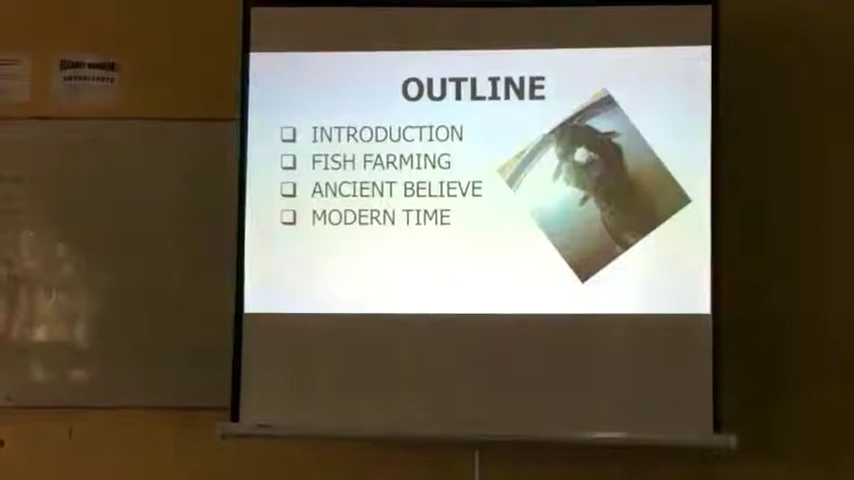 OUTLINE
❑ INTRODUCTION
❑ FISH FARMING
❑ ANCIENT BELIEVE
❑ MODERN TIME